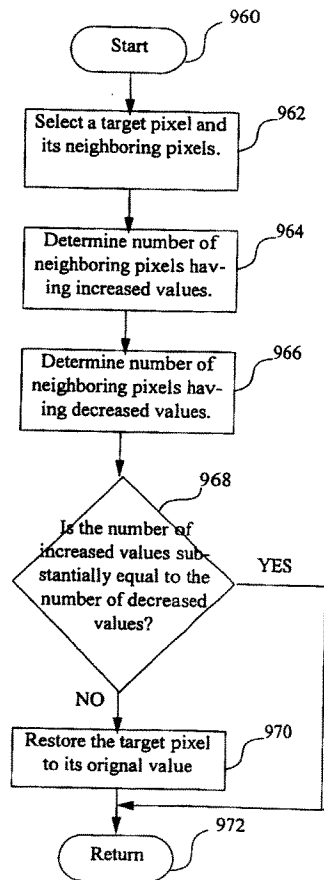 Start
960
Select a target pixel and
its neighboring pixels.
962
Determine number of
neighboring pixels hav-
ing increased values.
964
Determine number of
neighboring pixels hav-
ing decreased values.
966
968
Is the number of
increased values sub-
stantially equal to the
number of decreased
values?
YES
NO
Restore the target pixel
to its orignal value
970
Return
972